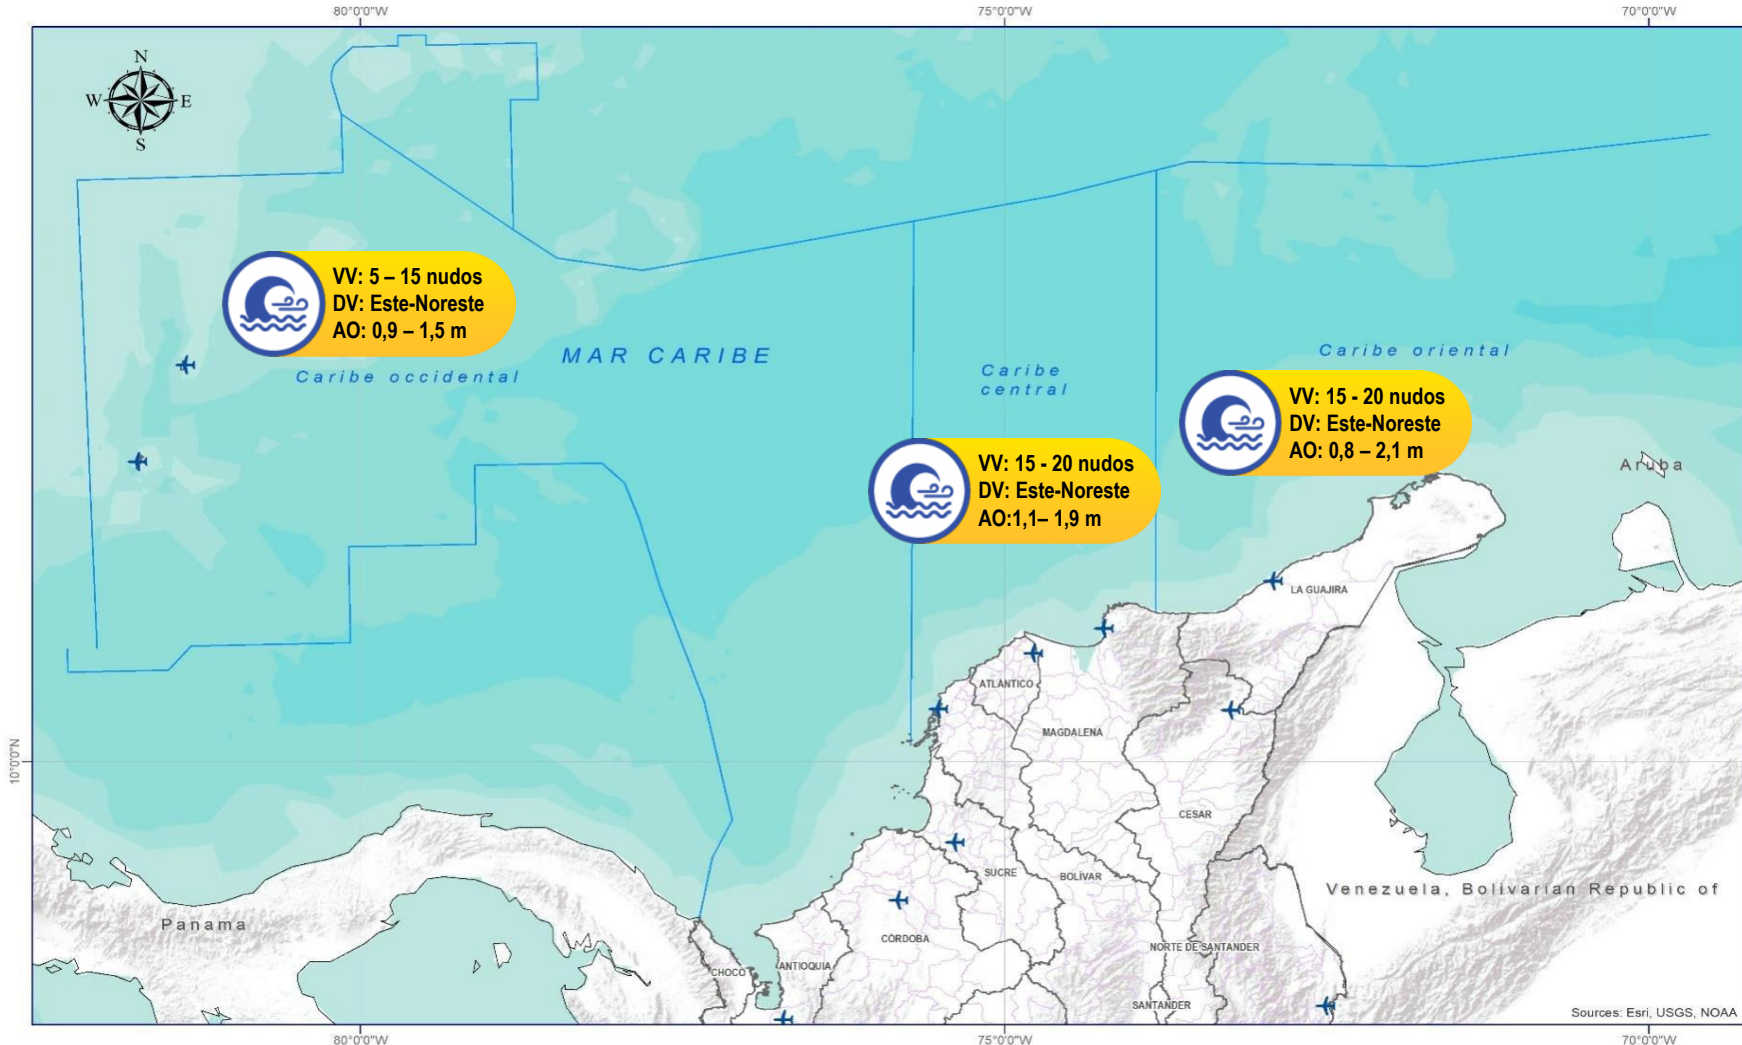 80°0'0"W
75°0'0"W
70°0'0"W
N
W
E
S
VV: 5 – 15 nudos
DV: Este-Noreste
AO: 0,9 – 1,5 m
MAR CARIBE
Caribe occidental
Caribe
central
Caribe oriental
VV: 15 - 20 nudos
DV: Este-Noreste
AO: 0,8 – 2,1 m
VV: 15 - 20 nudos
DV: Este-Noreste
AO:1,1– 1,9 m
Aruba
LA GUAJIRA
ATLÁNTICO
MAGDALENA
10°0'0"N
CESAR
SUCRE
BOLÍVAR
Venezuela, Bolivarian Republic of
Panama
CÓRDOBA
NORTE DE SANTANDER
CHOCÓ
ANTIOQUIA
SANTANDER
Sources: Esri, USGS, NOAA
80°0'0"W
75°0'0"W
70°0'0"W